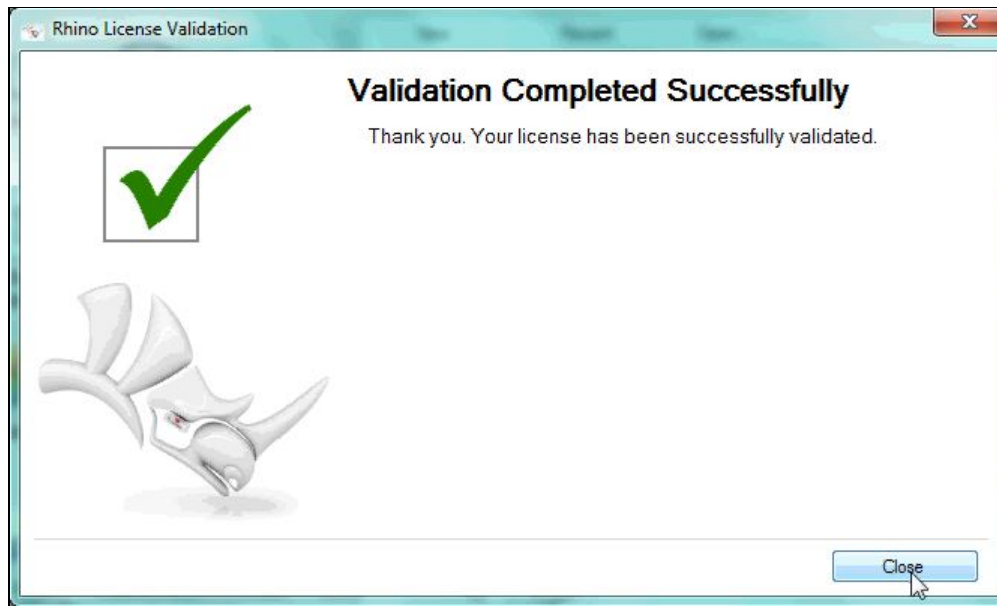 Rhino License Validation
Validation Completed Successfully
Thank you. Your license has been successfully validated.
Close